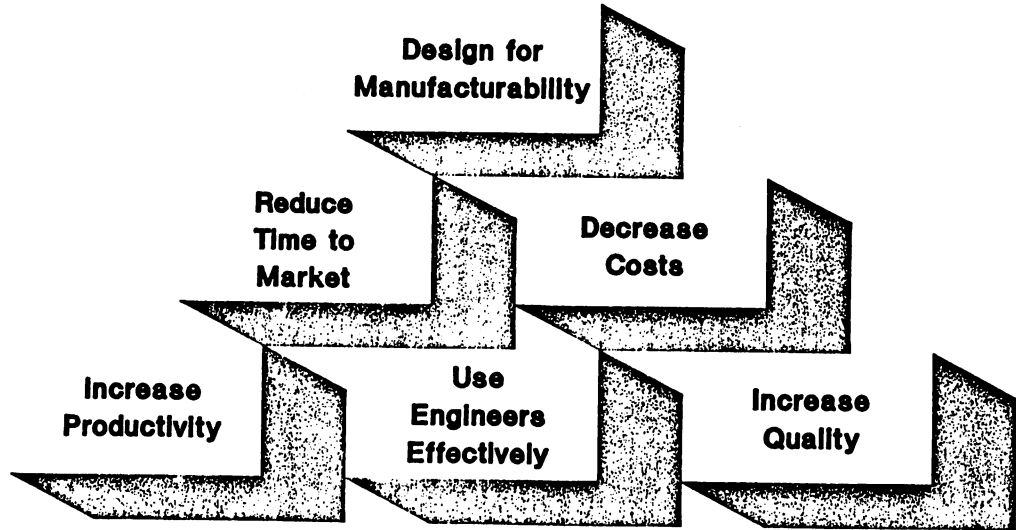 Design for
Manufacturability
Reduce
Time to
Market
Decrease
Costs
Increase
Productivity
Use
Engineers
Effectively
Increase
Quality